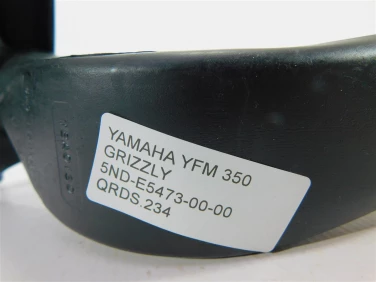 YAMAHA YFM 350
GRIZZLY
5ND-E5473-00-00
QRDS.234